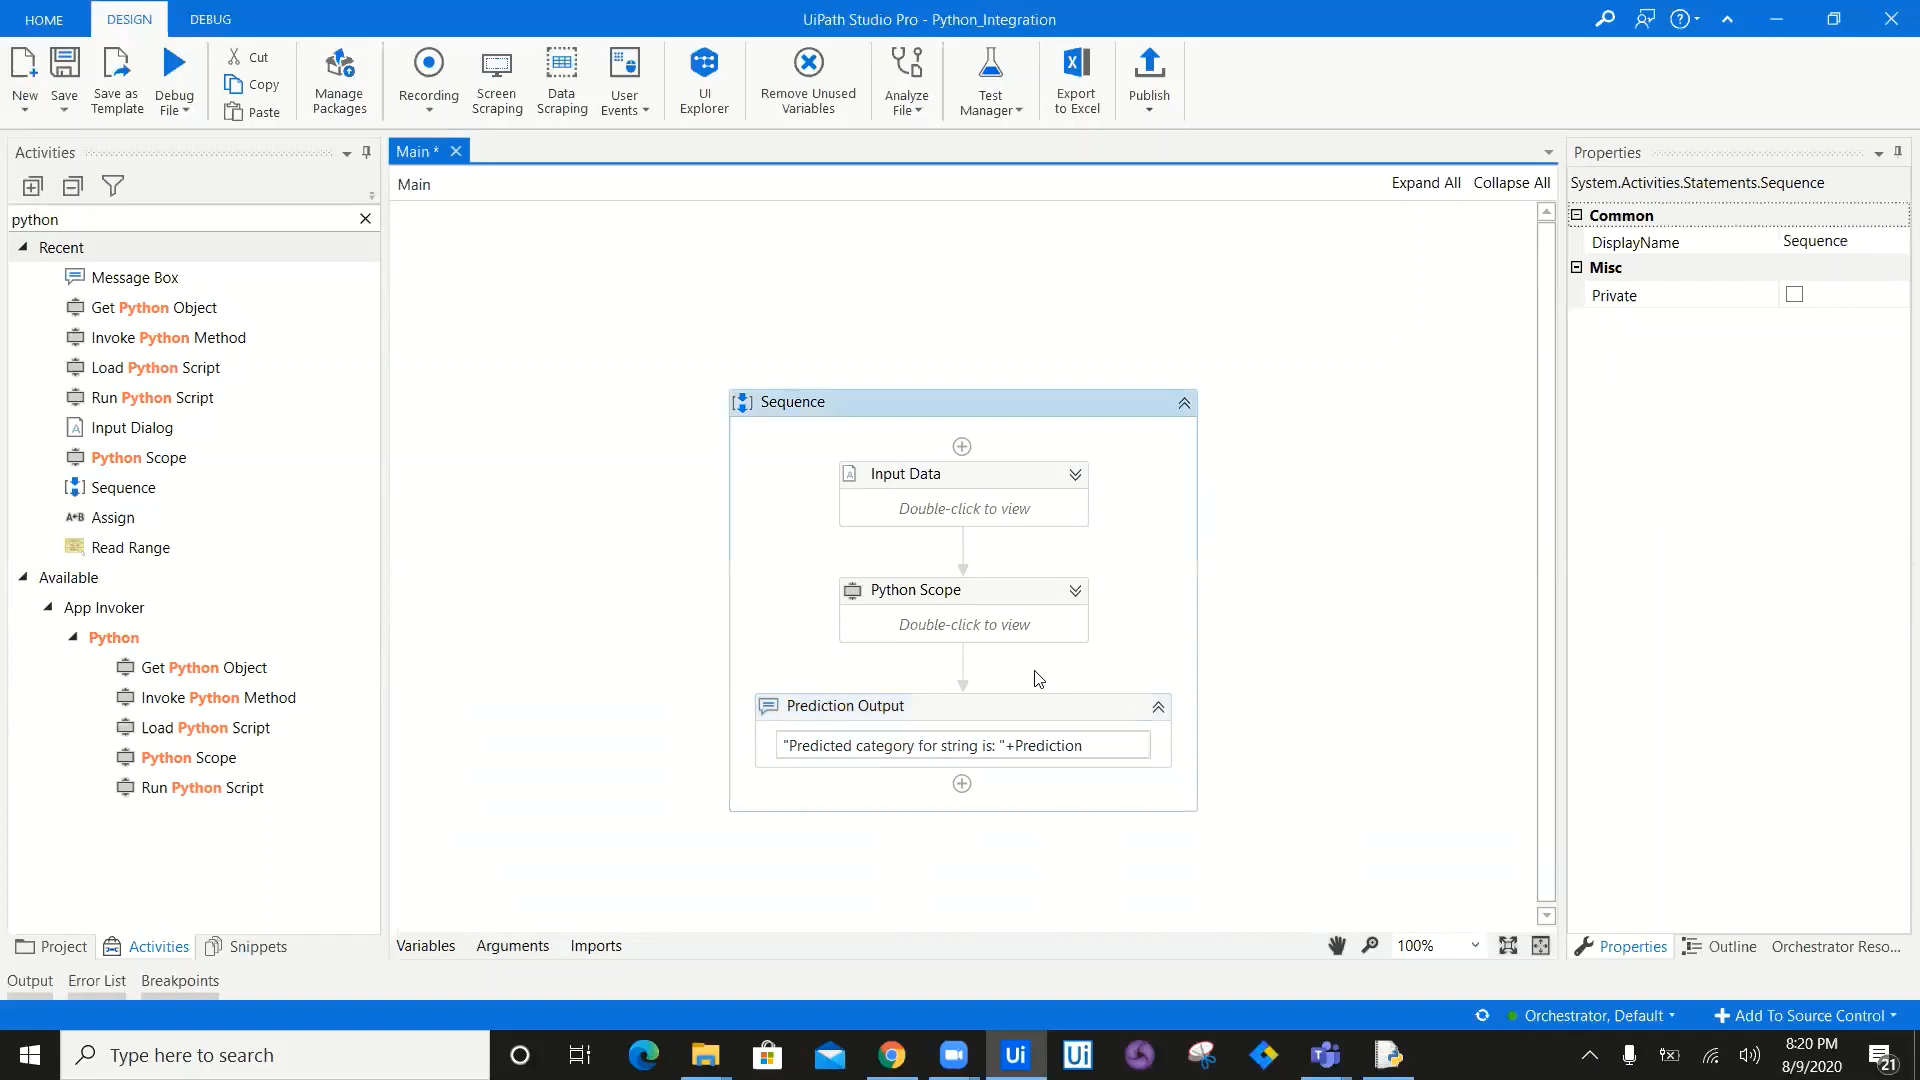 HOME DESIGN DEBUG
UiPath Studio Pro - Python_Integration
New
Save
Save as Template
Debug File
Cut
Copy
Paste
Manage Packages
Recording
Screen Scraping
Data Scraping
User Events
UI Explorer
Remove Unused Variables
Analyze File
Test Manager
Export to Excel
Publish
Activities
python
Recent
Message Box
Get Python Object
Invoke Python Method
Load Python Script
Run Python Script
Input Dialog
Python Scope
Sequence
A+B Assign
Read Range
Available
App Invoker
Python
Get Python Object
Invoke Python Method
Load Python Script
Python Scope
Run Python Script
Project Activities Snippets
Main *
Main
Expand All Collapse All
Sequence
Input Data
Double-click to view
Python Scope
Double-click to view
Prediction Output
"Predicted category for string is: "+Prediction
Variables Arguments Imports
100%
Properties
System.Activities.Statements.Sequence
Common
DisplayName Sequence
Misc
Private
Properties Outline Orchestrator Reso...
Output Error List Breakpoints
Orchestrator, Default
Add To Source Control
Type here to search
Ui
Ui
8:20 PM
8/9/2020
21